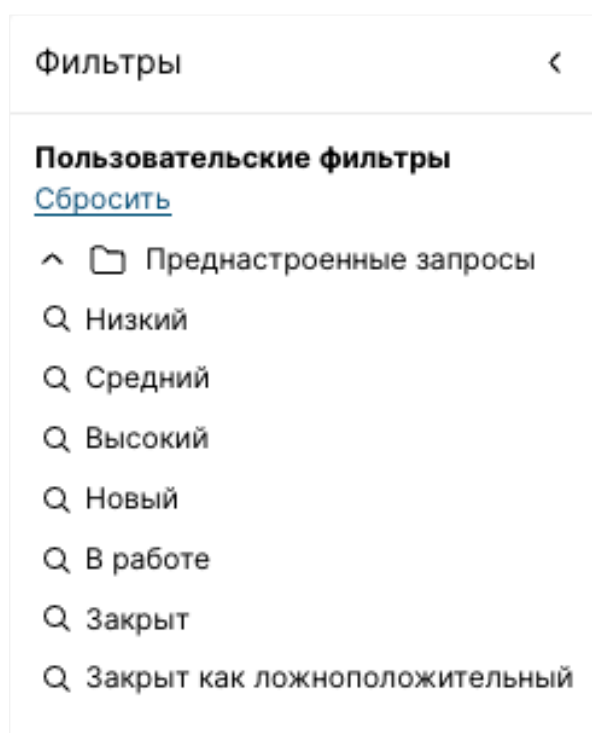 Фильтры
Пользовательские фильтры
Сбросить
Преднастроенные запросы
Низкий
Средний
Высокий
Новый
В работе
Закрыт
Закрыт как ложноположительный